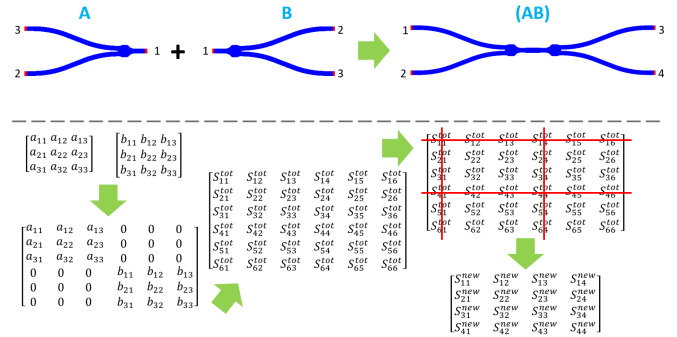 A B (AB)
3 2 1 3
+
1 1
2 3 2 4
a11 a12 a13
a21 a22 a23
a31 a32 a33
b11 b12 b13
b21 b22 b23
b31 b32 b33
a11 a12 a13 0 0 0
a21 a22 a23 0 0 0
a31 a32 a33 0 0 0
0 0 0 b11 b12 b13
0 0 0 b21 b22 b23
0 0 0 b31 b32 b33
S11tot S12tot S13tot S14tot S15tot S16tot
S21tot S22tot S23tot S24tot S25tot S26tot
S31tot S32tot S33tot S34tot S35tot S36tot
S41tot S42tot S43tot S44tot S45tot S46tot
S51tot S52tot S53tot S54tot S55tot S56tot
S61tot S62tot S63tot S64tot S65tot S66tot
S11tot S12tot S13tot S14tot S15tot S16tot
S21tot S22tot S23tot S24tot S25tot S26tot
S31tot S32tot S33tot S34tot S35tot S36tot
S41tot S42tot S43tot S44tot S45tot S46tot
S51tot S52tot S53tot S54tot S55tot S56tot
S61tot S62tot S63tot S64tot S65tot S66tot
S11new S12new S13new S14new
S21new S22new S23new S24new
S31new S32new S33new S34new
S41new S42new S43new S44new